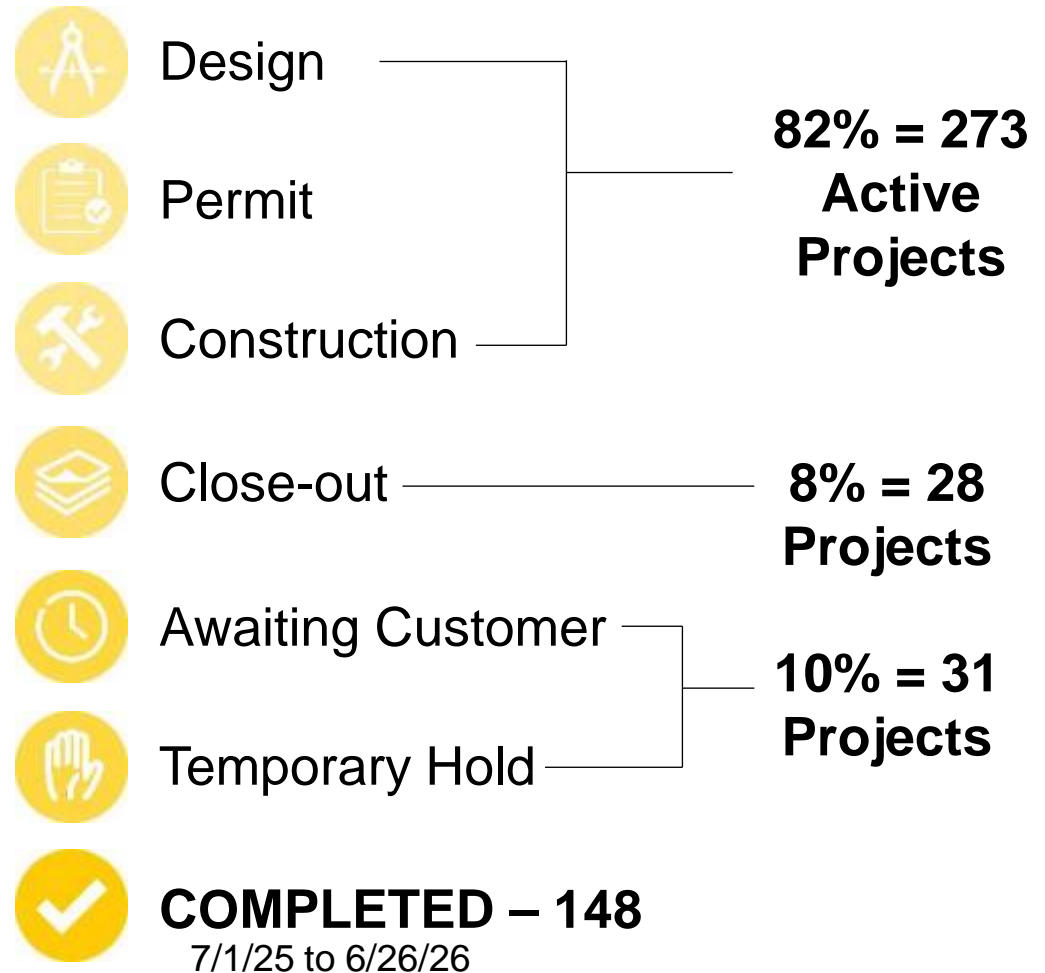 Design
82% = 273
Active
Projects
Permit
Construction
Close-out
8% = 28
Projects
Awaiting Customer
10% = 31
Projects
Temporary Hold
COMPLETED – 148
7/1/25 to 6/26/26